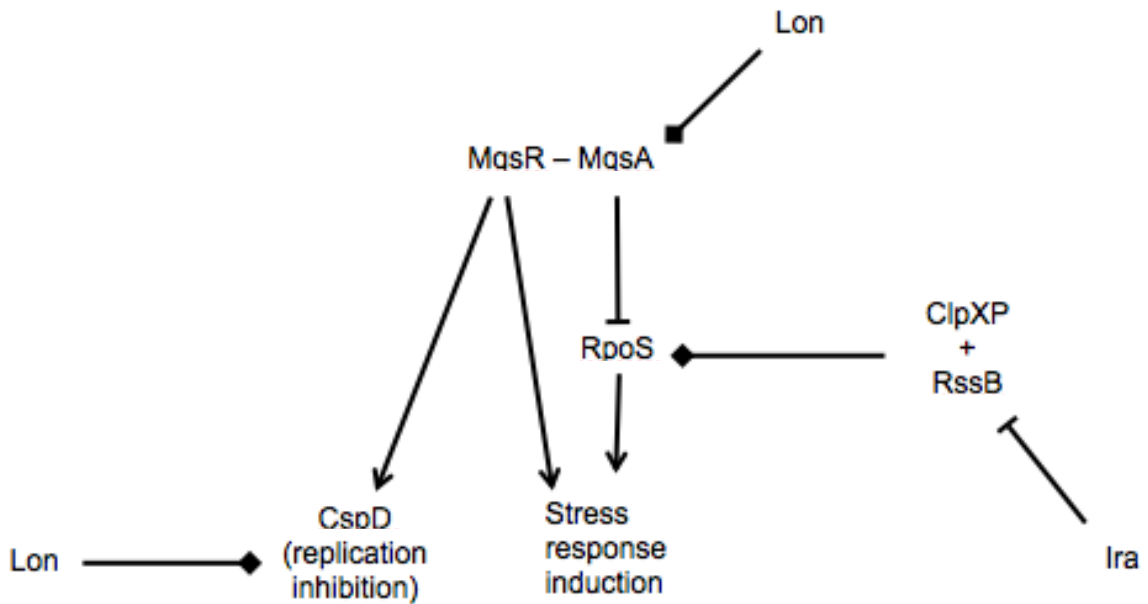 Lon
MqsR – MqsA
ClpXP
+
RssB
RpoS
CspD
(replication
inhibition)
Stress
response
induction
Lon
Ira